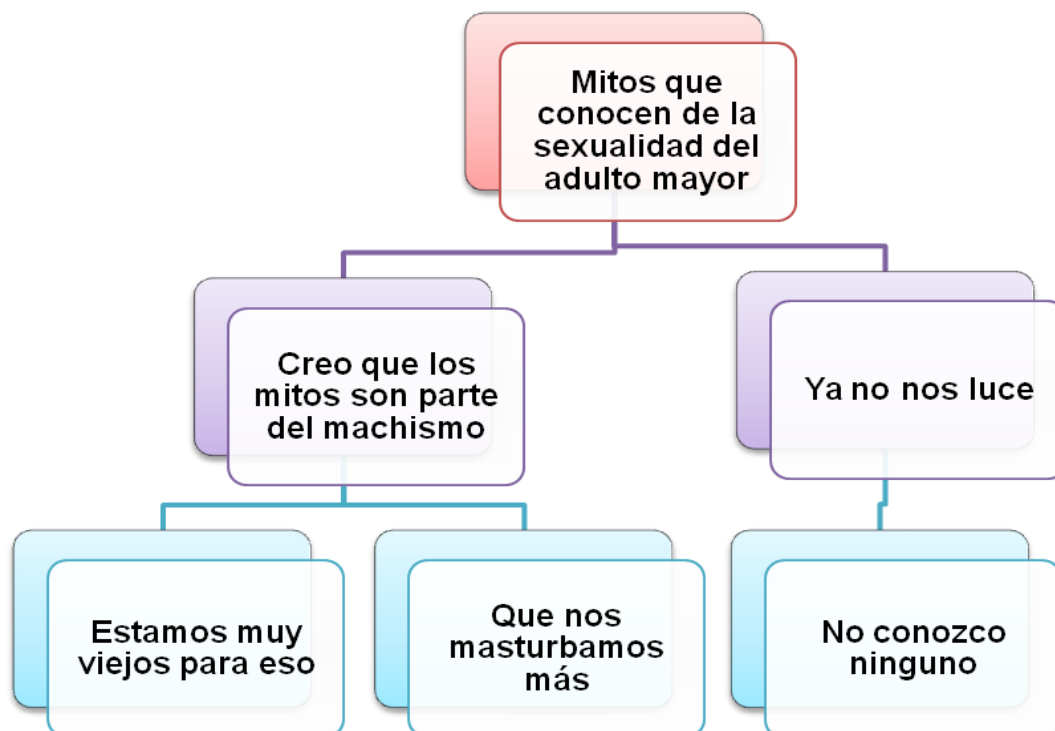 Mitos que
conocen de la
sexualidad del
adulto mayor
Creo que los
mitos son parte
del machismo
Ya no nos luce
Estamos muy
viejos para eso
Que nos
masturbamos
más
No conozco
ninguno